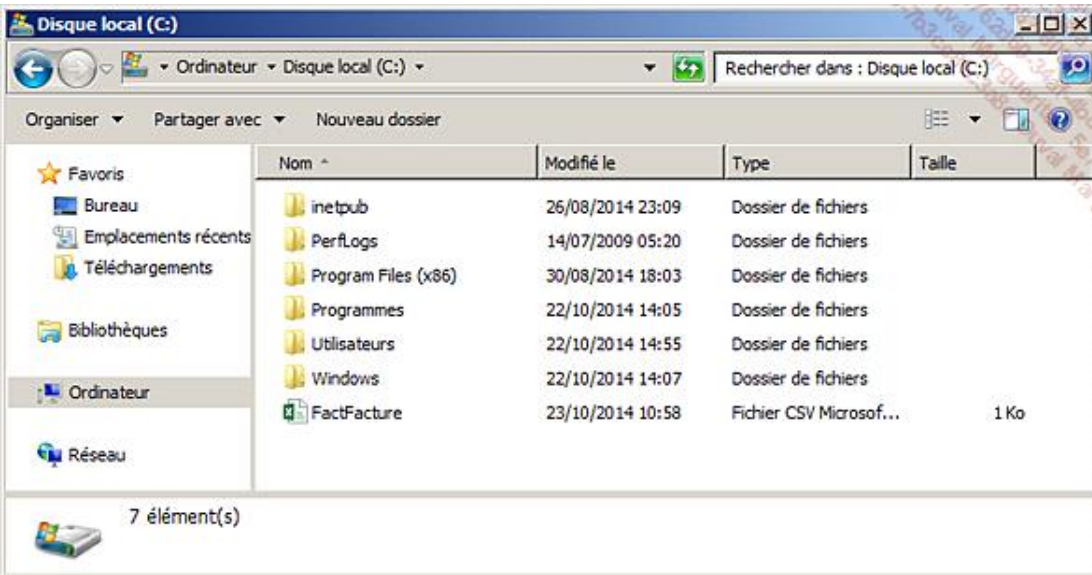 Disque local (C:)
Ordinateur Disque local (C:)
Rechercher dans : Disque local (C:)
Organiser Partager avec Nouveau dossier
Favoris
Bureau
Emplacements récents
Téléchargements
Bibliothèques
Ordinateur
Réseau
Nom Modifié le Type Taille
inetpub 26/08/2014 23:09 Dossier de fichiers
PerfLogs 14/07/2009 05:20 Dossier de fichiers
Program Files (x86) 30/08/2014 18:03 Dossier de fichiers
Programmes 22/10/2014 14:05 Dossier de fichiers
Utilisateurs 22/10/2014 14:55 Dossier de fichiers
Windows 22/10/2014 14:07 Dossier de fichiers
FactFacture 23/10/2014 10:58 Fichier CSV Microsof... 1 Ko
7 élément(s)